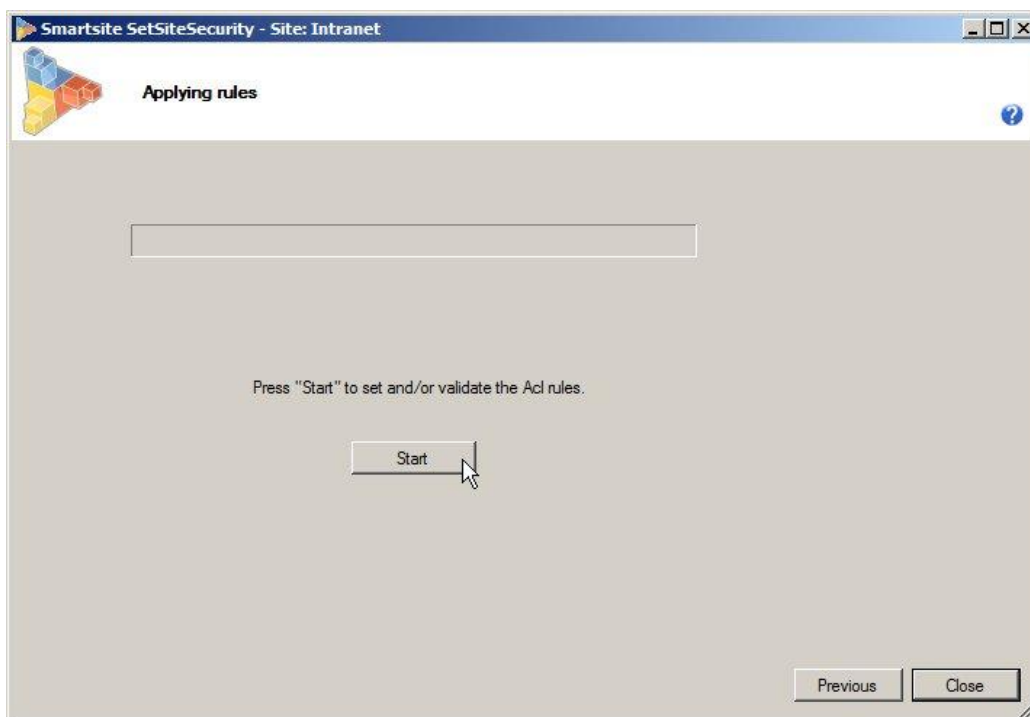 Smartsite SetSiteSecurity - Site: Intranet
Applying rules
?
Press "Start" to set and/or validate the Acl rules.
Start
Previous Close